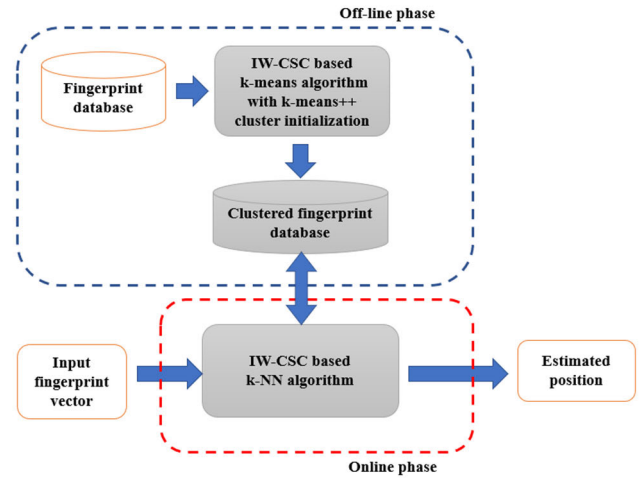 Off-line phase
Fingerprint
database
IW-CSC based
k-means algorithm
with k-means++
cluster initialization
Clustered fingerprint
database
Input
fingerprint
vector
IW-CSC based
k-NN algorithm
Estimated
position
Online phase